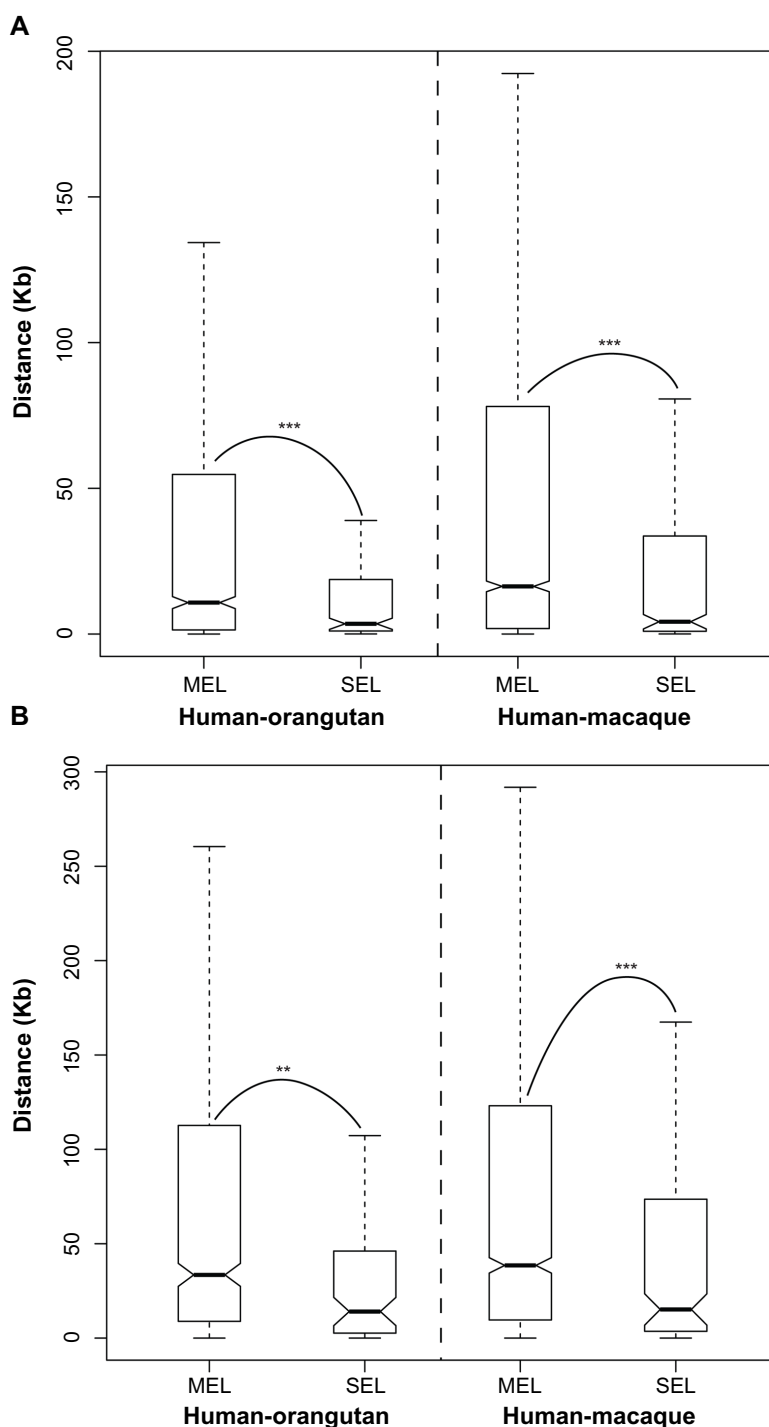 A
200
150
100
50
0
Distance (Kb)
***
***
MEL SEL MEL SEL
Human-orangutan Human-macaque
B
300
250
200
150
100
50
0
Distance (Kb)
**
***
MEL SEL MEL SEL
Human-orangutan Human-macaque